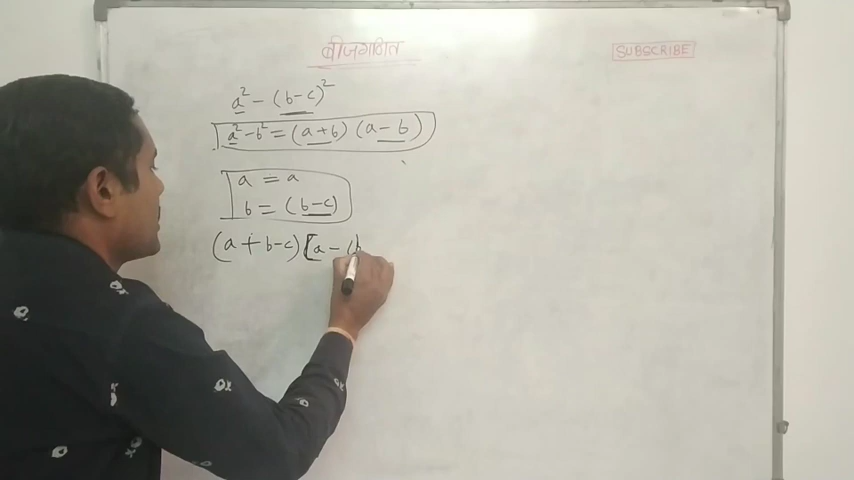 बीजगणित
SUBSCRIBE
a² - (b-c)²
a² - b² = (a+b) (a-b)
a = a
b = (b-c)
(a+b-c) [a-(b